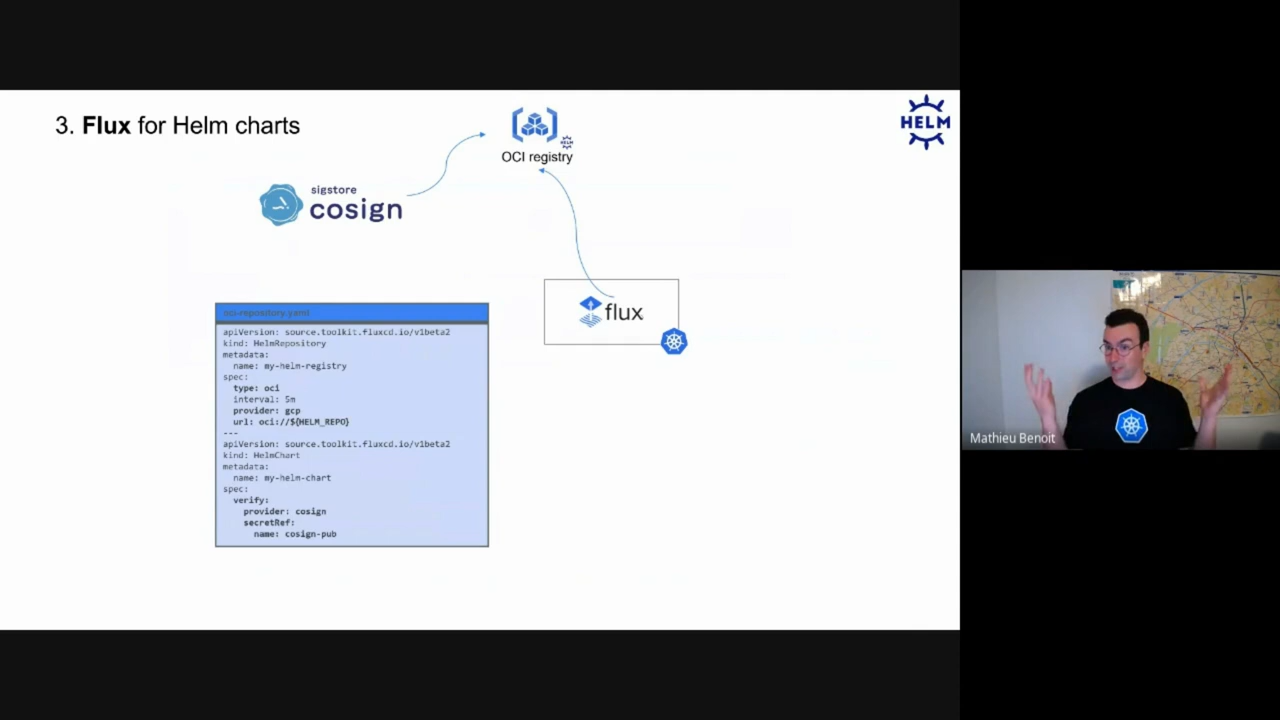 3. Flux for Helm charts
HELM
HELM
OCI registry
sigstore
cosign
flux
apiVersion: source.toolkit.fluxcd.io/v1beta2
kind: HelmRepository
metadata:
  name: my-helm-registry
spec:
  type: oci
  interval: 5m
  provider: gcp
  url: oci://${HELM_REPO}
---
apiVersion: source.toolkit.fluxcd.io/v1beta2
kind: HelmChart
metadata:
  name: my-helm-chart
spec:
  verify:
    provider: cosign
    secretRef:
      name: cosign-pub
Mathieu Benoit